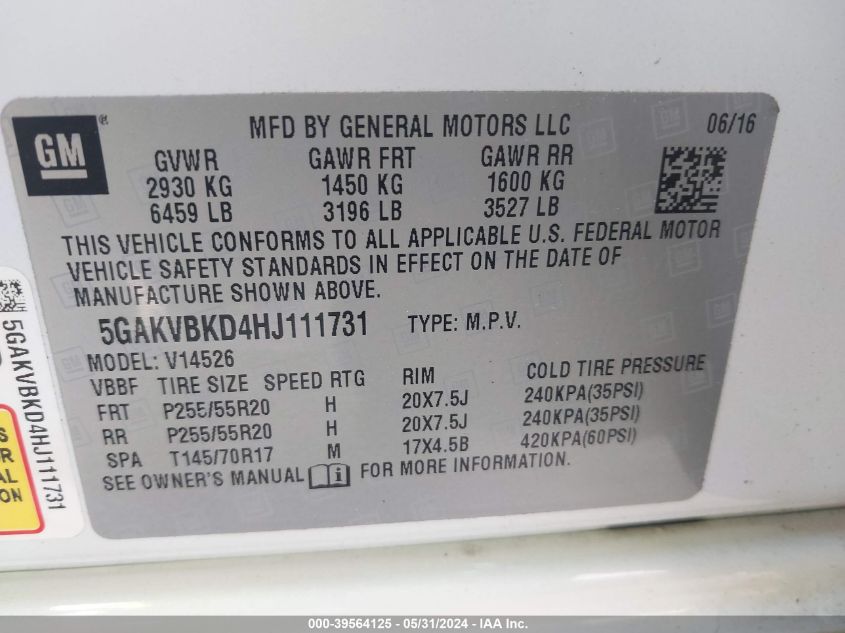 GM ®
MFD BY GENERAL MOTORS LLC 06/16
GVWR GAWR FRT GAWR RR
2930 KG 1450 KG 1600 KG
6459 LB 3196 LB 3527 LB
THIS VEHICLE CONFORMS TO ALL APPLICABLE U.S. FEDERAL MOTOR
VEHICLE SAFETY STANDARDS IN EFFECT ON THE DATE OF
MANUFACTURE SHOWN ABOVE.
5GAKVBKD4HJ111731 TYPE: M.P.V.
MODEL: V14526
VBBF TIRE SIZE SPEED RTG RIM COLD TIRE PRESSURE
FRT P255/55R20 H 20X7.5J 240KPA(35PSI)
RR P255/55R20 H 20X7.5J 240KPA(35PSI)
SPA T145/70R17 M 17X4.5B 420KPA(60PSI)
SEE OWNER'S MANUAL i FOR MORE INFORMATION.
5GAKVBKD4HJ111731
S
R
AL
ON
000-39564125 - 05/31/2024 - IAA Inc.